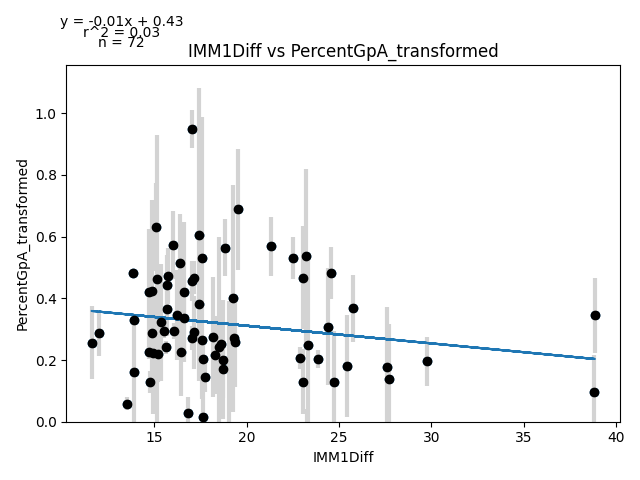 y = -0.01x + 0.43
r^2 = 0.03
n = 72
IMM1Diff vs PercentGpA_transformed
PercentGpA_transformed
1.0
0.8
0.6
0.4
0.2
0.0
15 20 25 30 35 40
IMM1Diff